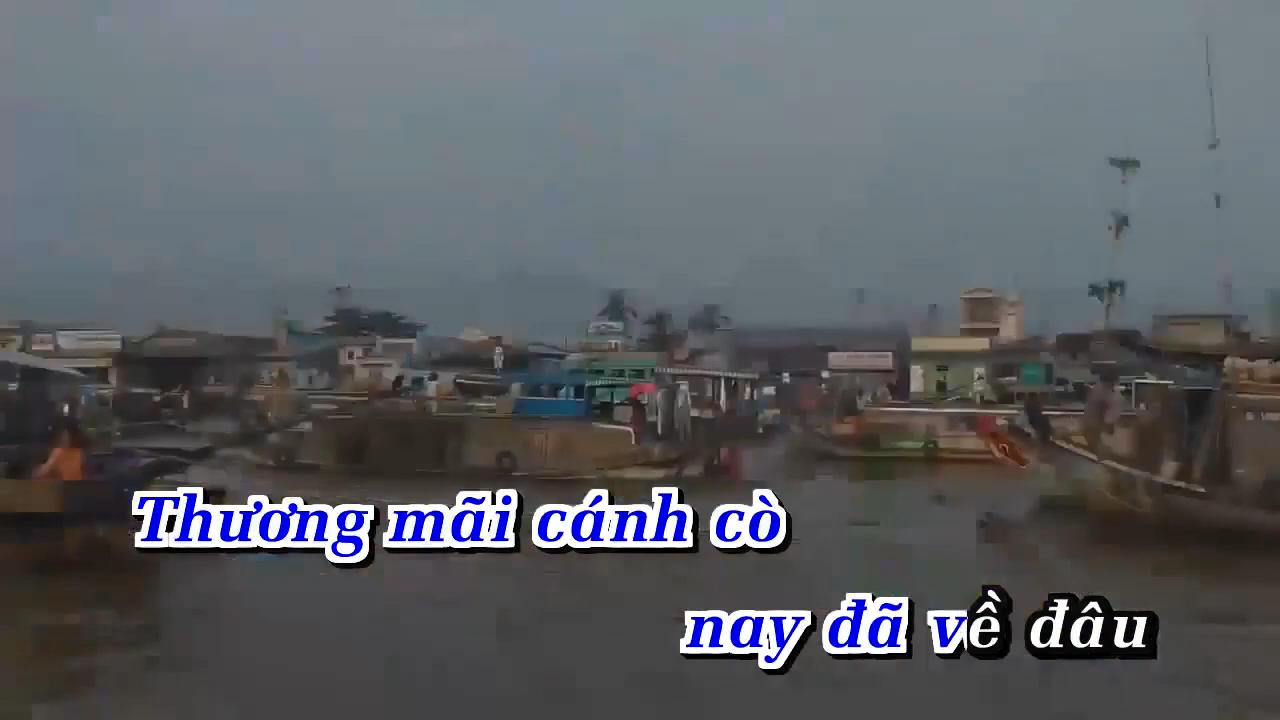 Thương mãi cánh cò
nay đã về đâu